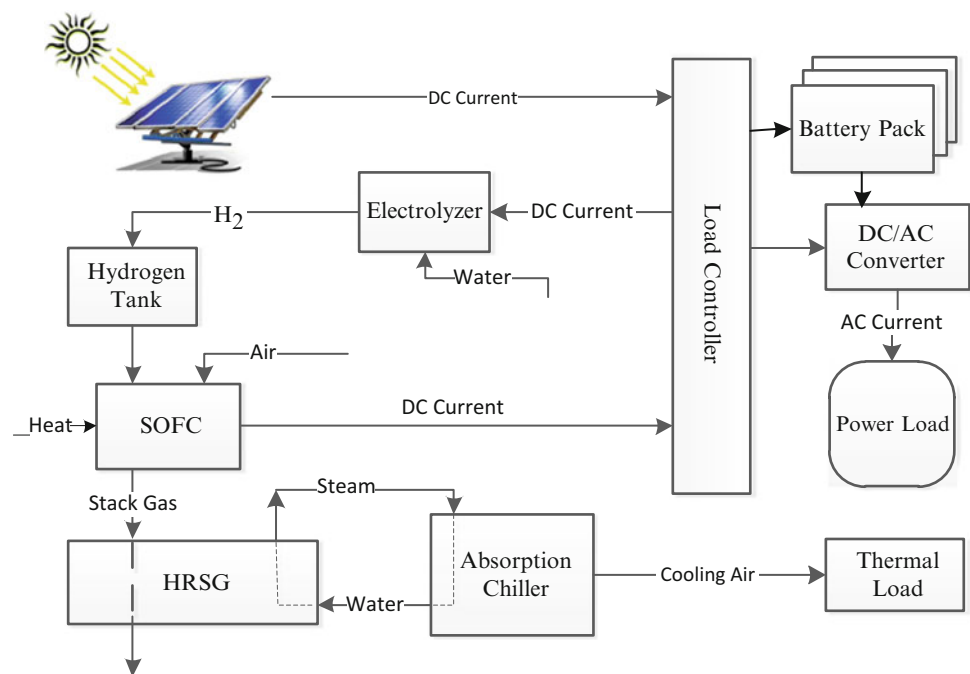 DC Current
Battery Pack
H2
Electrolyzer
DC Current
Load Controller
DC/AC
Converter
Hydrogen
Tank
Water
AC Current
Air
Heat
SOFC
DC Current
Power Load
Stack Gas
Steam
HRSG
Water
Absorption
Chiller
Cooling Air
Thermal
Load